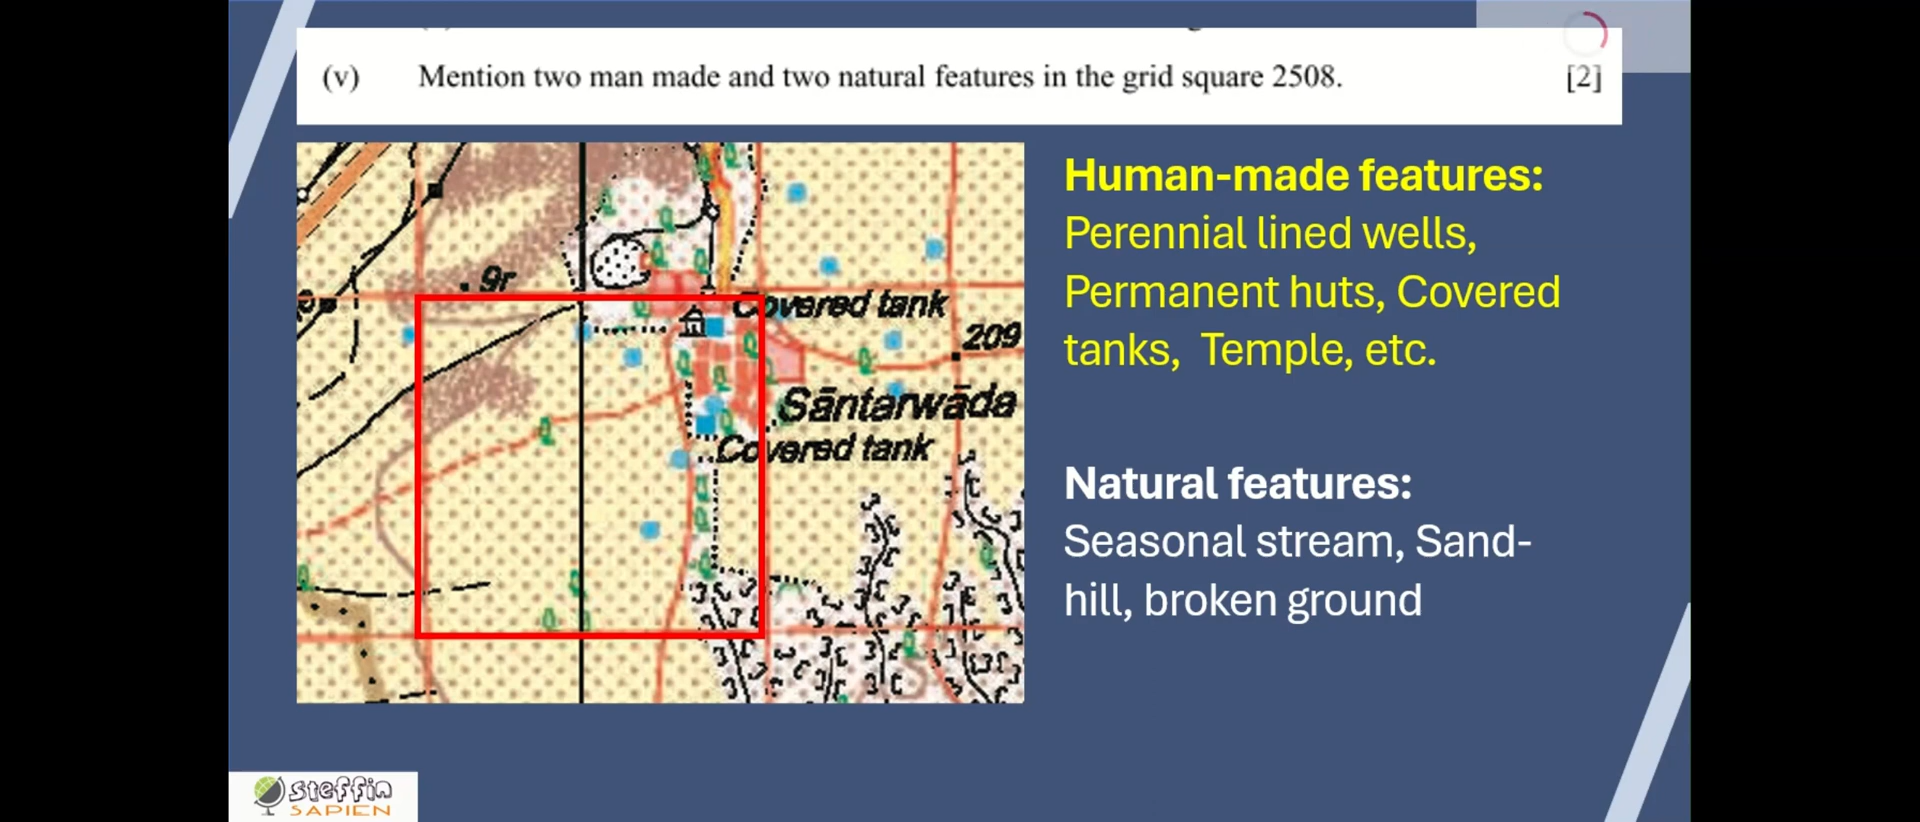 (v) Mention two man made and two natural features in the grid square 2508. [2]
9r
Covered tank
209
Sāntarwāda
Covered tank
Human-made features:
Perennial lined wells,
Permanent huts, Covered
tanks, Temple, etc.
Natural features:
Seasonal stream, Sand-
hill, broken ground
steffin
SAPIEN